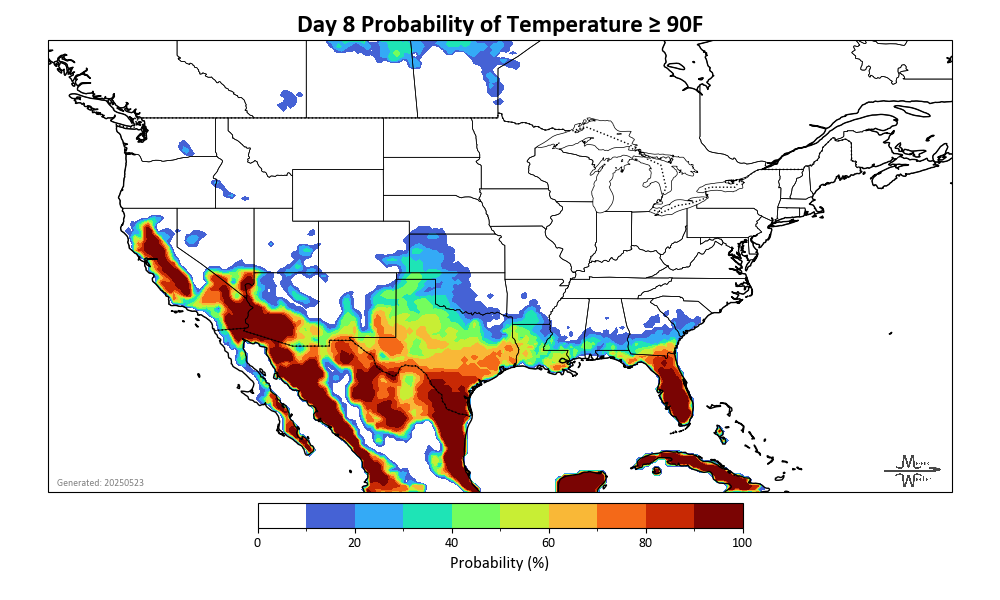 Day 8 Probability of Temperature ≥ 90F
Generated: 20250523
0 20 40 60 80 100
Probability (%)